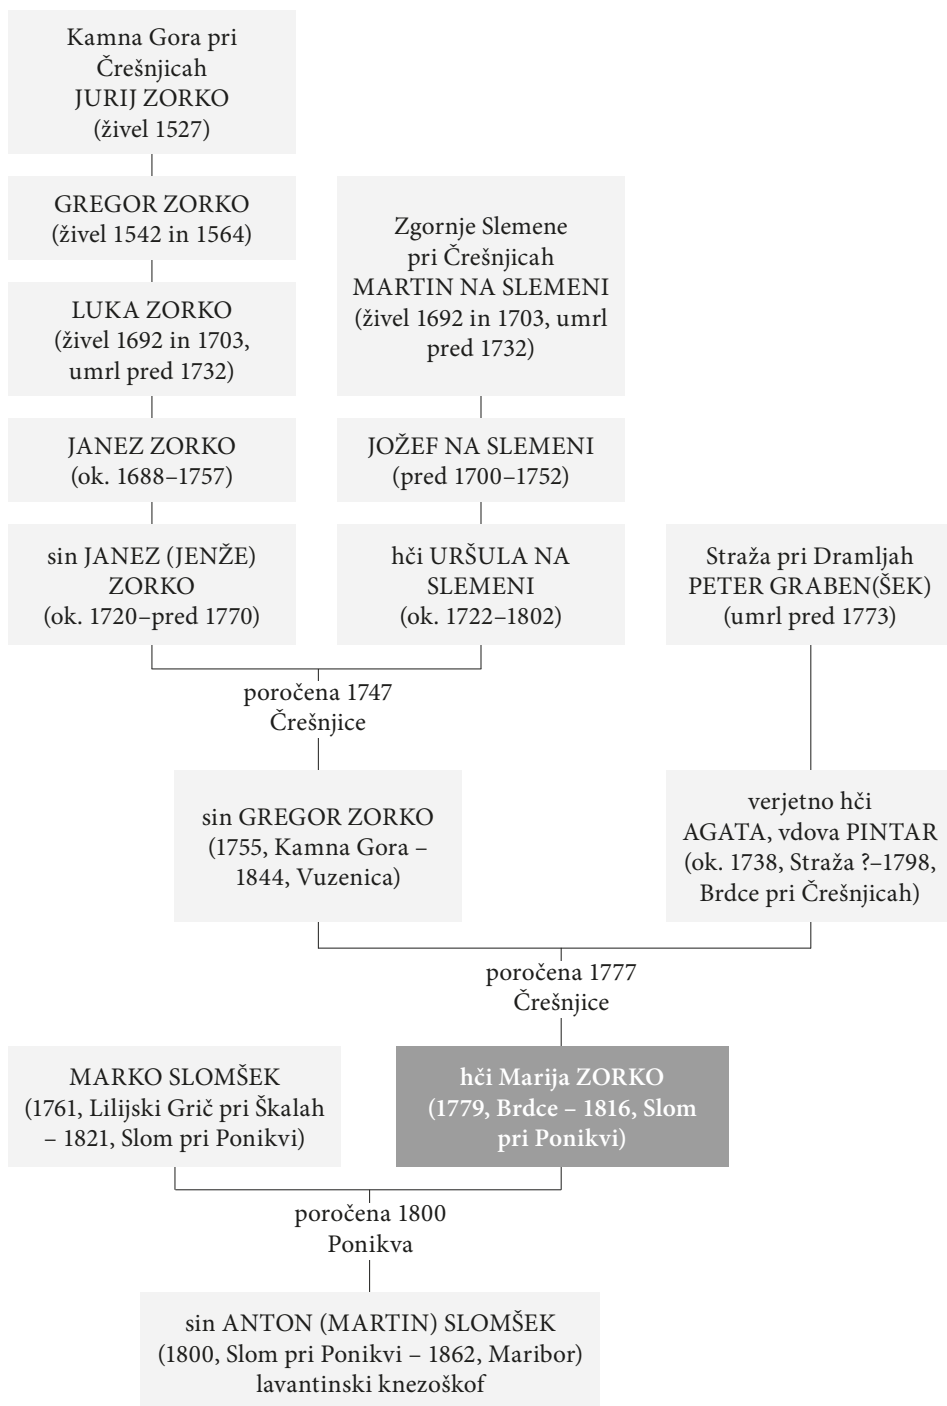 Kamna Gora pri
Črešnjicah
JURIJ ZORKO
(živel 1527)
GREGOR ZORKO
(živel 1542 in 1564)
LUKA ZORKO
(živel 1692 in 1703,
umrl pred 1732)
JANEZ ZORKO
(ok. 1688–1757)
sin JANEZ (JENŽE)
ZORKO
(ok. 1720–pred 1770)
Zgornje Slemene
pri Črešnjicah
MARTIN NA SLEMENI
(živel 1692 in 1703, umrl
pred 1732)
JOŽEF NA SLEMENI
(pred 1700–1752)
hči URŠULA NA
SLEMENI
(ok. 1722–1802)
Straža pri Dramljah
PETER GRABEN(ŠEK)
(umrl pred 1773)
poročena 1747
Črešnjice
sin GREGOR ZORKO
(1755, Kamna Gora –
1844, Vuzenica)
verjetno hči
AGATA, vdova PINTAR
(ok. 1738, Straža ?–1798,
Brdce pri Črešnjicah)
poročena 1777
Črešnjice
MARKO SLOMŠEK
(1761, Lilijski Grič pri Škalah
– 1821, Slom pri Ponikvi)
hči Marija ZORKO
(1779, Brdce – 1816, Slom
pri Ponikvi)
poročena 1800
Ponikva
sin ANTON (MARTIN) SLOMŠEK
(1800, Slom pri Ponikvi – 1862, Maribor)
lavantinski knezoškof